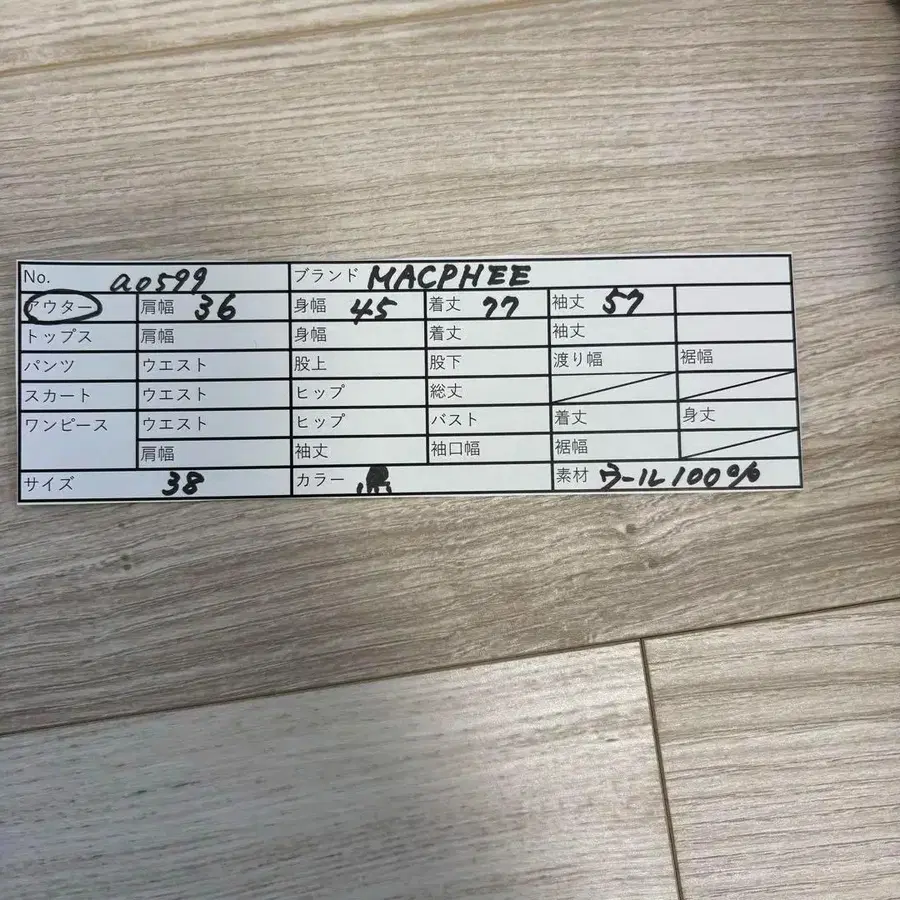 No. a0599 ブランド MACPHEE
アウター 肩幅 36 身幅 45 着丈 77 袖丈 57
トップス 肩幅 身幅 着丈 袖丈
パンツ ウエスト 股上 股下 渡り幅 裾幅
スカート ウエスト ヒップ 総丈
ワンピース ウエスト ヒップ バスト 着丈 身丈
肩幅 袖丈 袖口幅 裾幅
サイズ 38 カラー 黒 素材 ウール100%